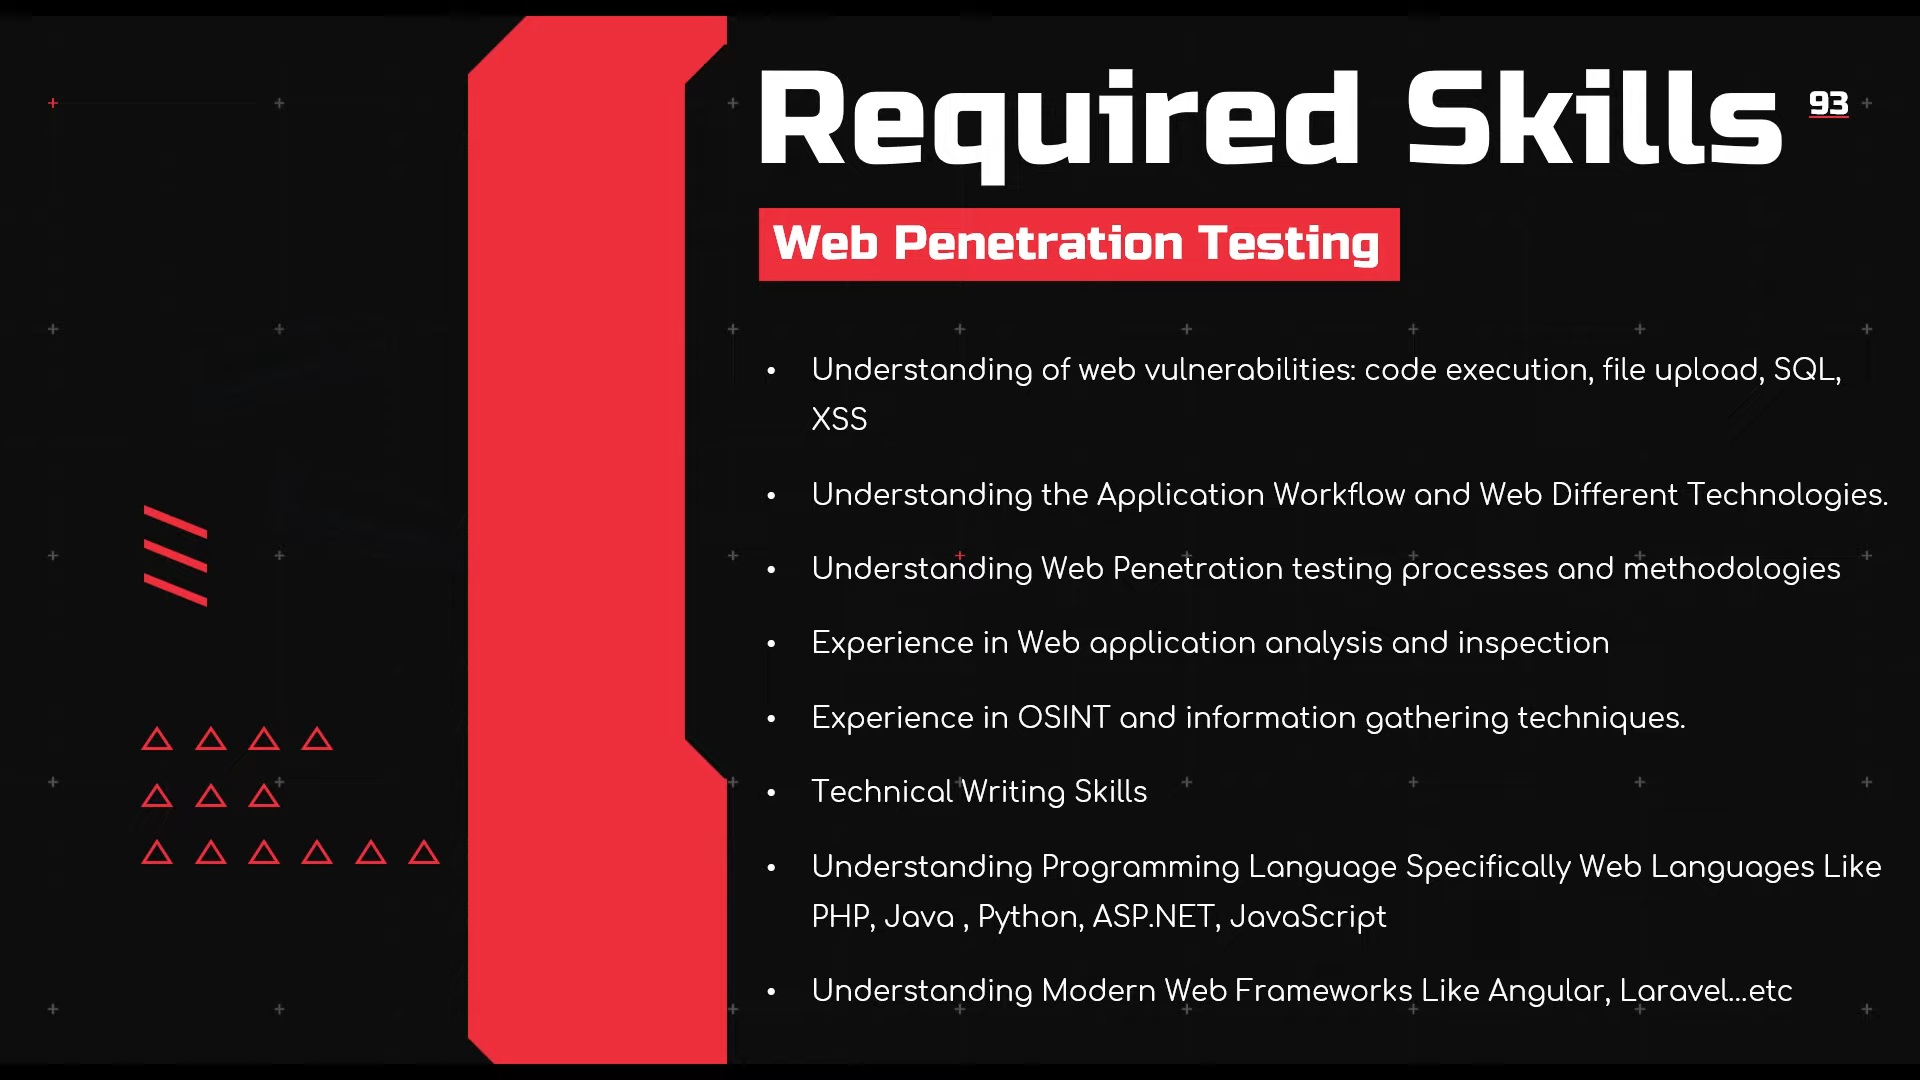 Required Skills
93
Web Penetration Testing
• Understanding of web vulnerabilities: code execution, file upload, SQL,
XSS
• Understanding the Application Workflow and Web Different Technologies.
• Understanding Web Penetration testing processes and methodologies
• Experience in Web application analysis and inspection
• Experience in OSINT and information gathering techniques.
• Technical Writing Skills
• Understanding Programming Language Specifically Web Languages Like
PHP, Java , Python, ASP.NET, JavaScript
• Understanding Modern Web Frameworks Like Angular, Laravel...etc